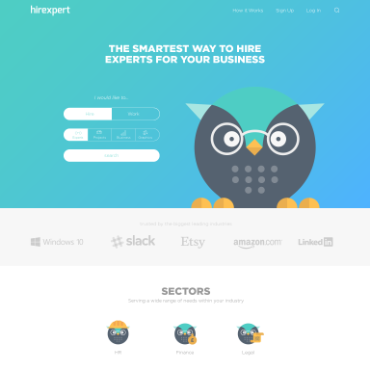 hirexpert
How it Works Sign Up Log In
THE SMARTEST WAY TO HIRE
EXPERTS FOR YOUR BUSINESS
I would like to...
Hire Work
Search
Windows 10 slack Etsy amazon.com LinkedIn
SECTORS
Serving a wide range of needs within your industry
HR Finance Legal